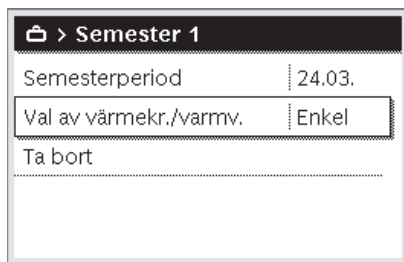 > Semester 1
Semesterperiod 24.03.
Val av värmekr./varmv. Enkel
Ta bort